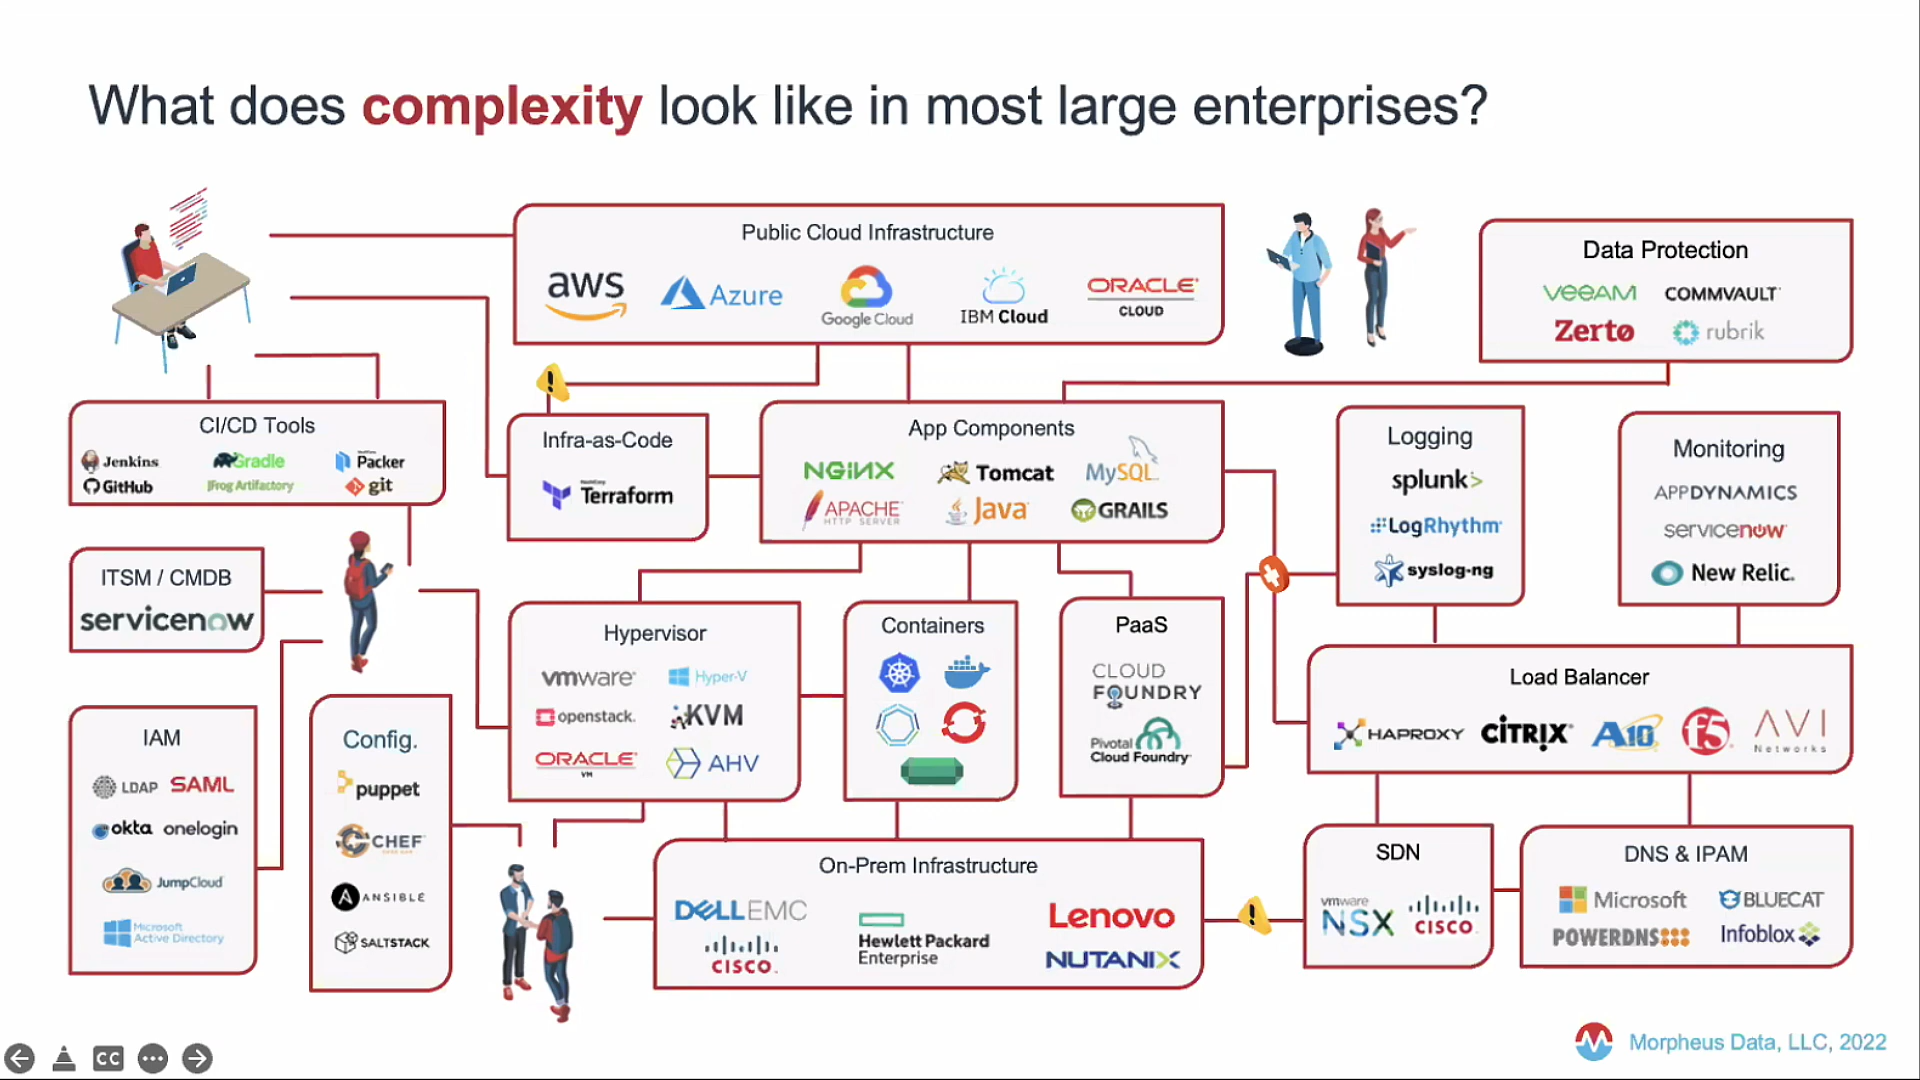 What does complexity look like in most large enterprises?
Public Cloud Infrastructure
aws
Azure
Google Cloud
IBM Cloud
ORACLE
CLOUD
Data Protection
veeAM
COMMVAULT
Zerto
rubrik
CI/CD Tools
Jenkins
Gradle
Packer
GitHub
JFrog Artifactory
git
Infra-as-Code
HashiCorp
Terraform
App Components
NGINX
Tomcat
MySQL
APACHE
HTTP SERVER
Java
GRAILS
Logging
splunk>
LogRhythm
syslog-ng
Monitoring
APPDYNAMICS
servicenow
New Relic.
ITSM / CMDB
servicenow
Hypervisor
vmware
Hyper-V
openstack.
KVM
ORACLE
VM
AHV
Containers
PaaS
CLOUD
FOUNDRY
Pivotal
Cloud Foundry
Load Balancer
HAPROXY
CITRIX
A10
f5
AVI
Networks
IAM
LDAP
SAML
okta
onelogin
JumpCloud
Microsoft
Active Directory
Config.
puppet
CHEF
ANSIBLE
SALTSTACK
On-Prem Infrastructure
DELLEMC
CISCO
Hewlett Packard
Enterprise
Lenovo
NUTANIX
SDN
vmware
NSX
CISCO
DNS & IPAM
Microsoft
BLUECAT
POWERDNS
Infoblox
Morpheus Data, LLC, 2022
CC